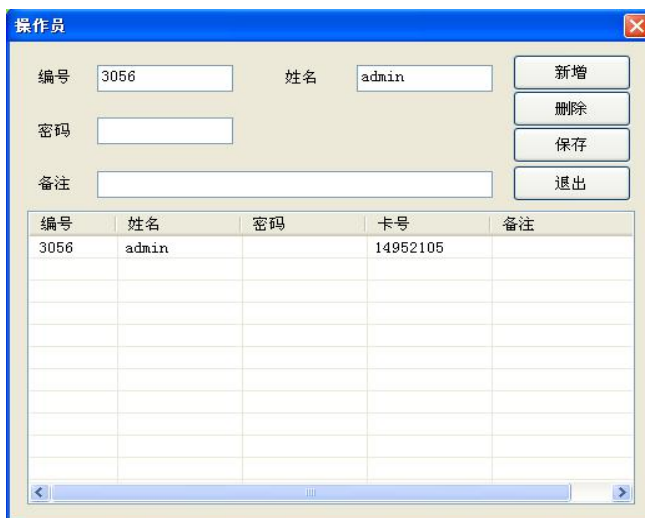 操作员
编号 3056 姓名 admin 新增
删除
密码
保存
备注 退出
编号 姓名 密码 卡号 备注
3056 admin 14952105